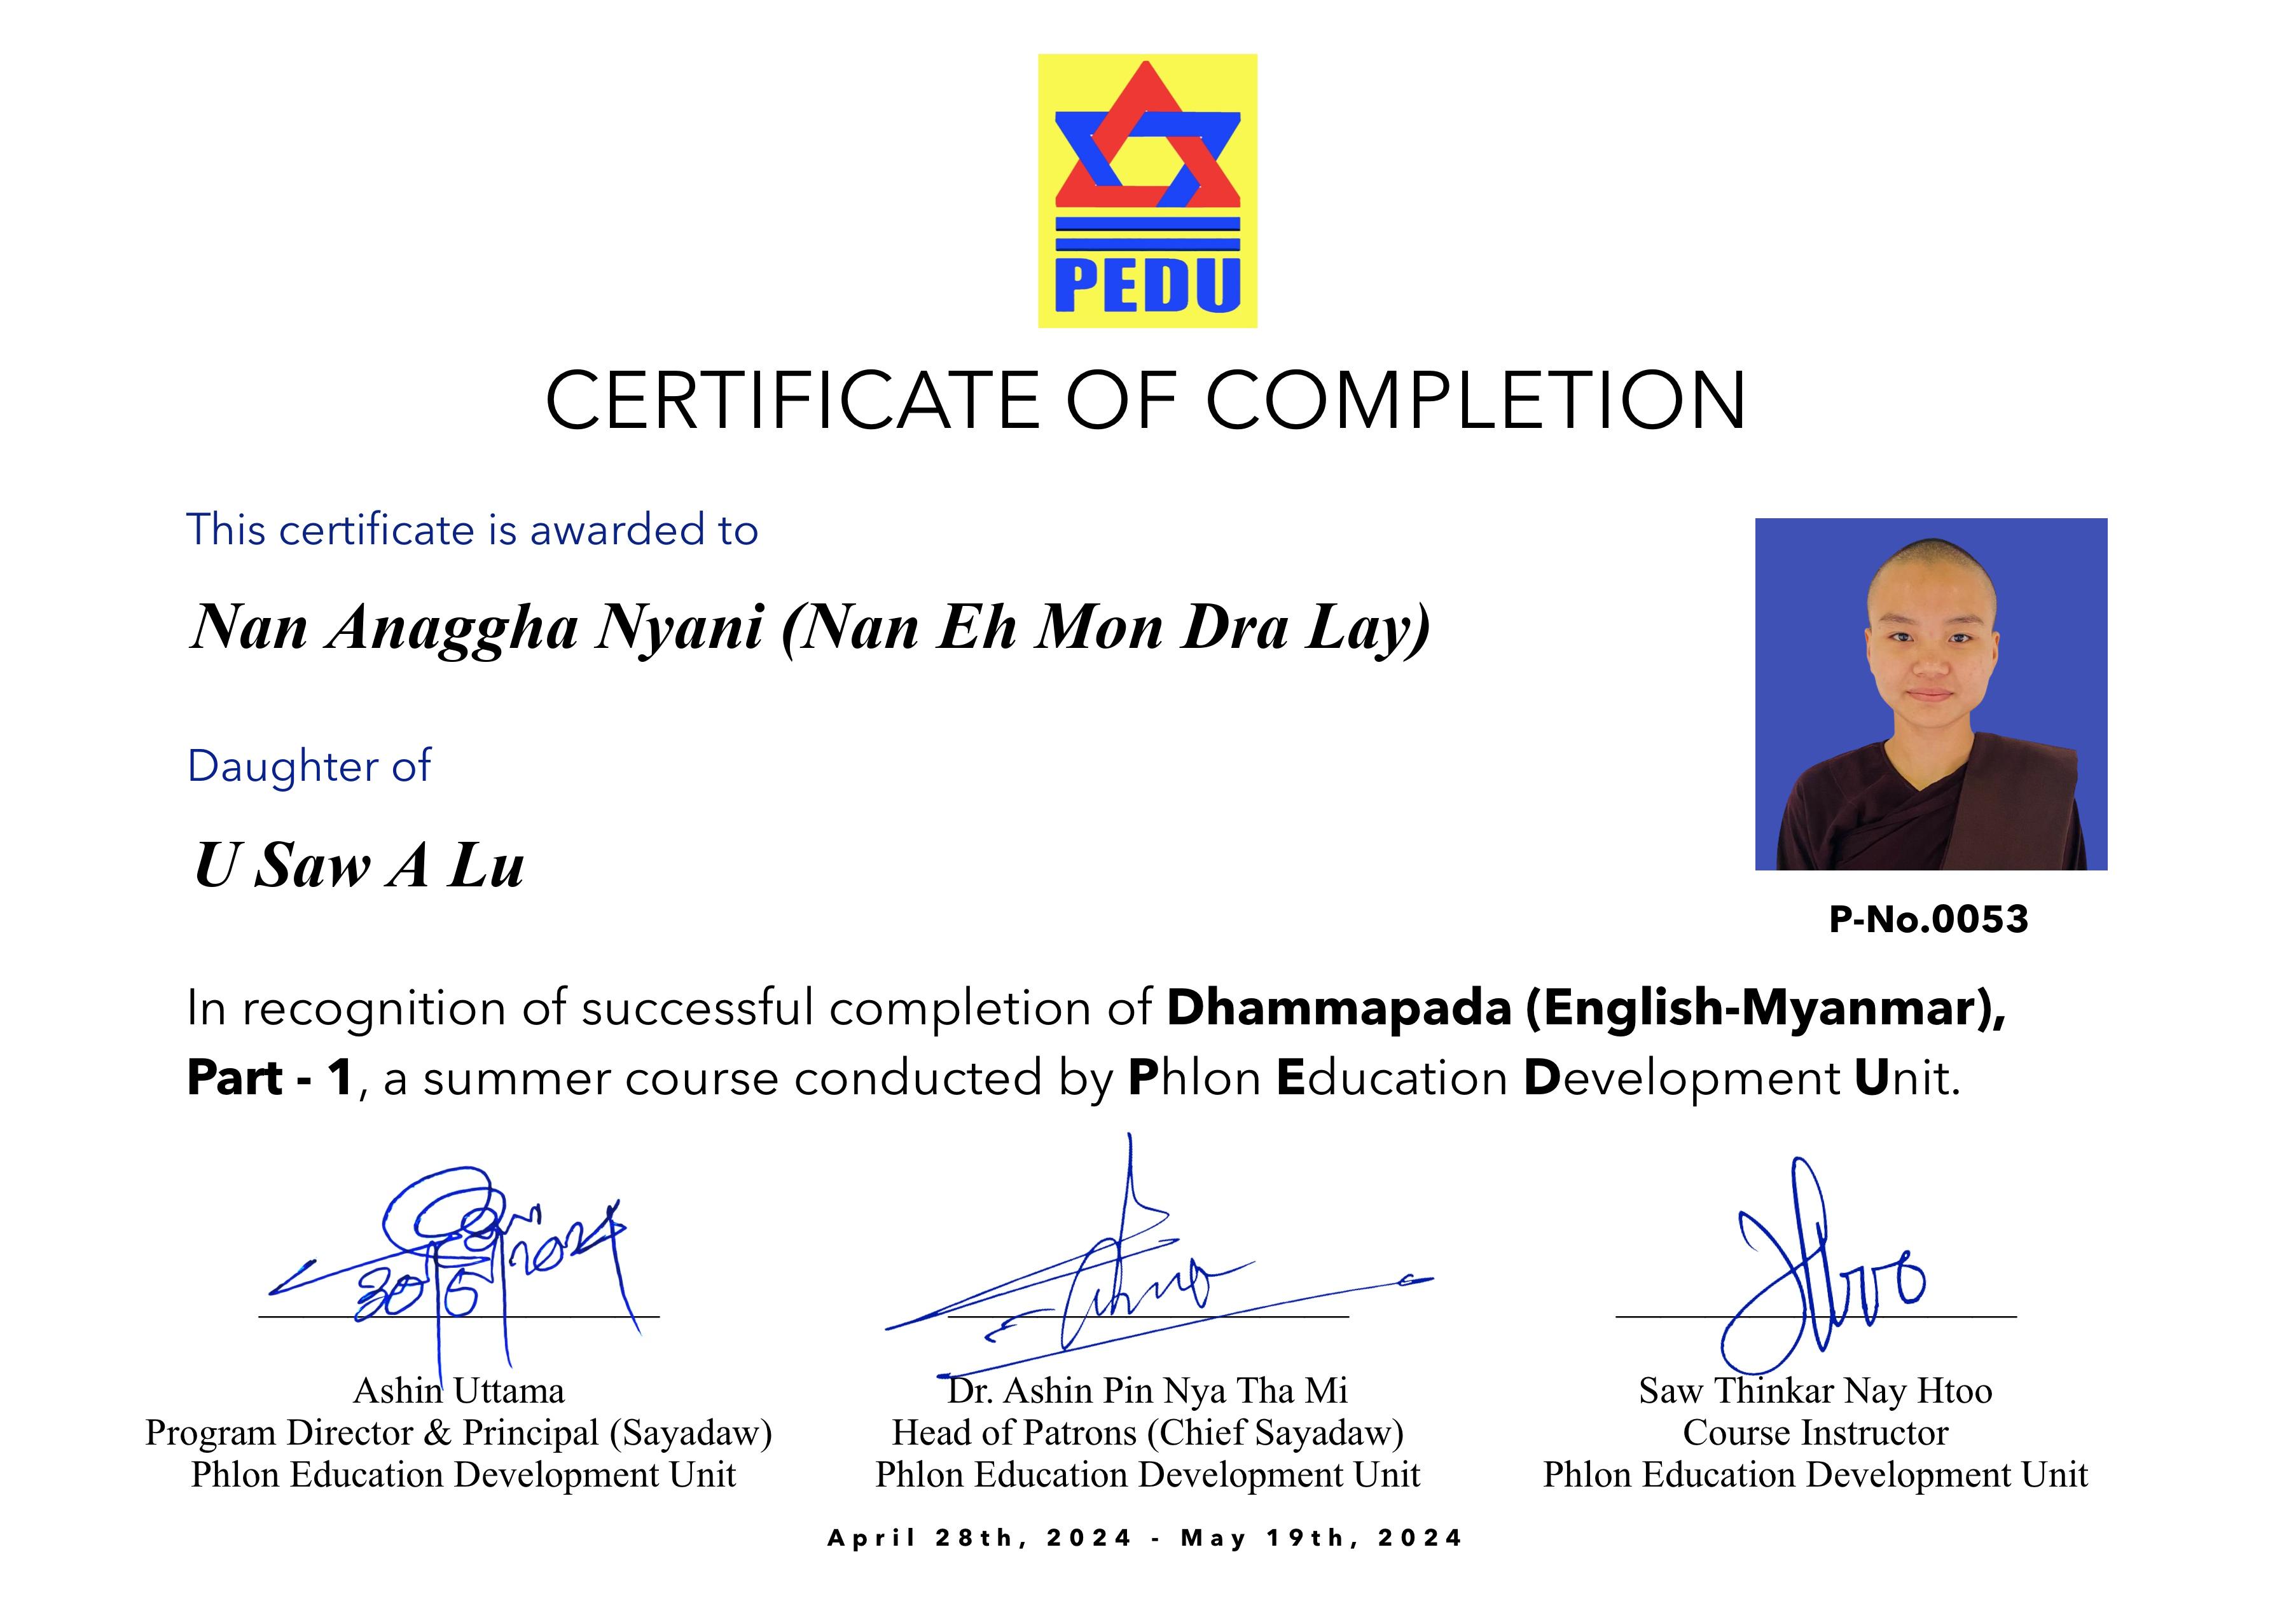 PEDU
CERTIFICATE OF COMPLETION
This certificate is awarded to
Nan Anaggha Nyani (Nan Eh Mon Dra Lay)
Daughter of
U Saw A Lu
P-No.0053
In recognition of successful completion of Dhammapada (English-Myanmar),
Part - 1, a summer course conducted by Phlon Education Development Unit.
30/5/2024
Htoo
Ashin Uttama
Program Director & Principal (Sayadaw)
Phlon Education Development Unit
Dr. Ashin Pin Nya Tha Mi
Head of Patrons (Chief Sayadaw)
Phlon Education Development Unit
Saw Thinkar Nay Htoo
Course Instructor
Phlon Education Development Unit
April 28th, 2024 - May 19th, 2024